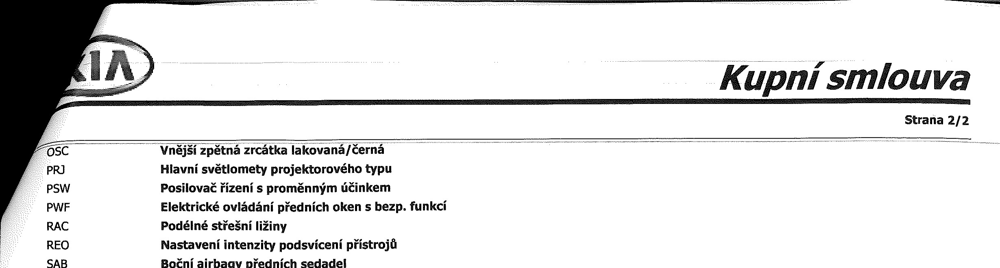 KIA
Kupní smlouva
Strana 2/2
OSC Vnější zpětná zrcátka lakovaná/černá
PRJ Hlavní světlomety projektorového typu
PSW Posilovač řízení s proměnným účinkem
PWF Elektrické ovládání předních oken s bezp. funkcí
RAC Podélné střešní ližiny
REO Nastavení intenzity podsvícení přístrojů
SAB Boční airbagy předních sedadel